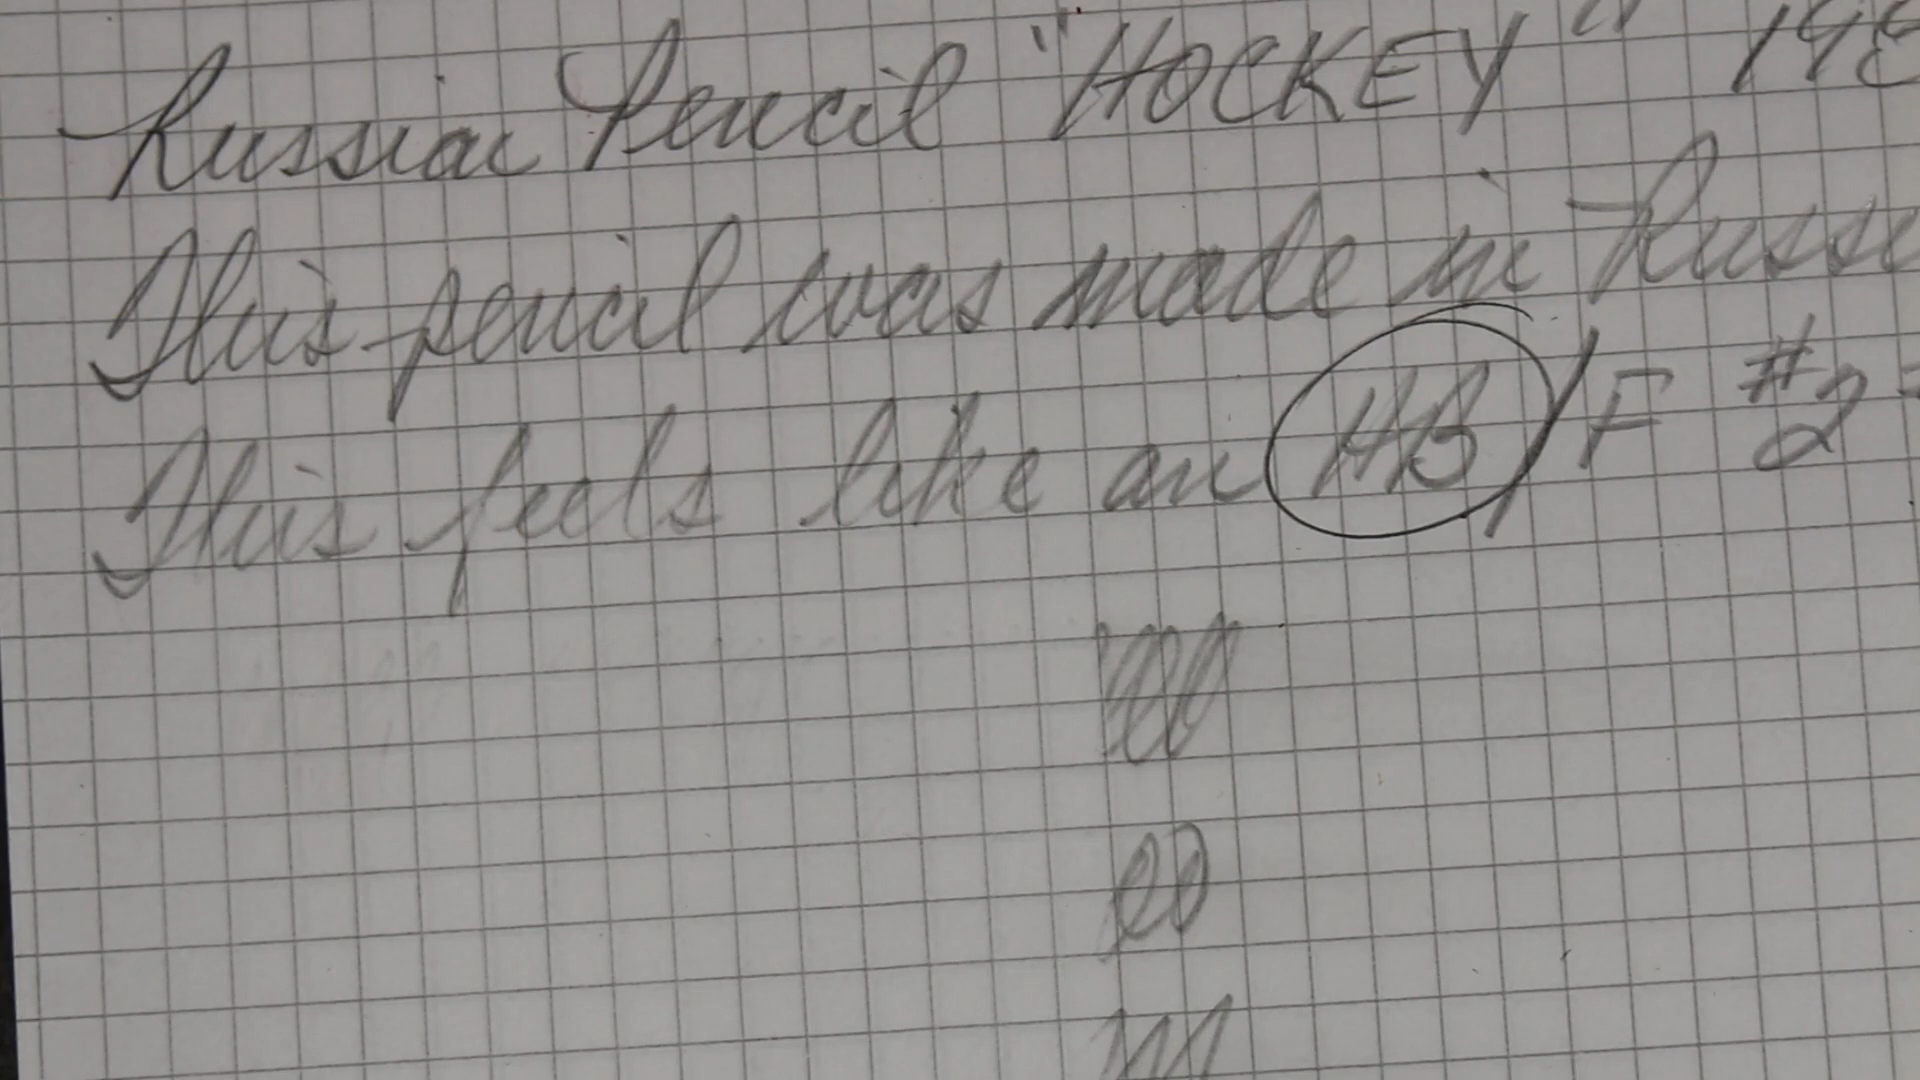 Russian Pencil "HOCKEY"
This pencil was made in
This feels like an HB/F #2